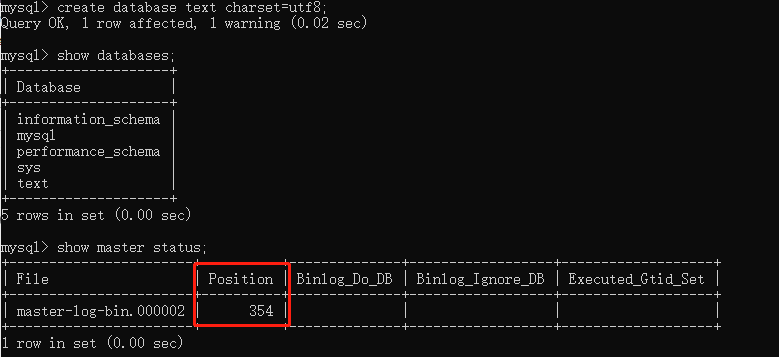 mysql> create database text charset=utf8;
Query OK, 1 row affected, 1 warning (0.02 sec)
mysql> show databases;
+--------------------+
| Database           |
+--------------------+
| information_schema |
| mysql              |
| performance_schema |
| sys                |
| text               |
+--------------------+
5 rows in set (0.00 sec)
mysql> show master status;
+-----------------------+----------+--------------+------------------+-------------------+
| File                  | Position | Binlog_Do_DB | Binlog_Ignore_DB | Executed_Gtid_Set |
+-----------------------+----------+--------------+------------------+-------------------+
| master-log-bin.000002 |      354 |              |                  |                   |
+-----------------------+----------+--------------+------------------+-------------------+
1 row in set (0.00 sec)